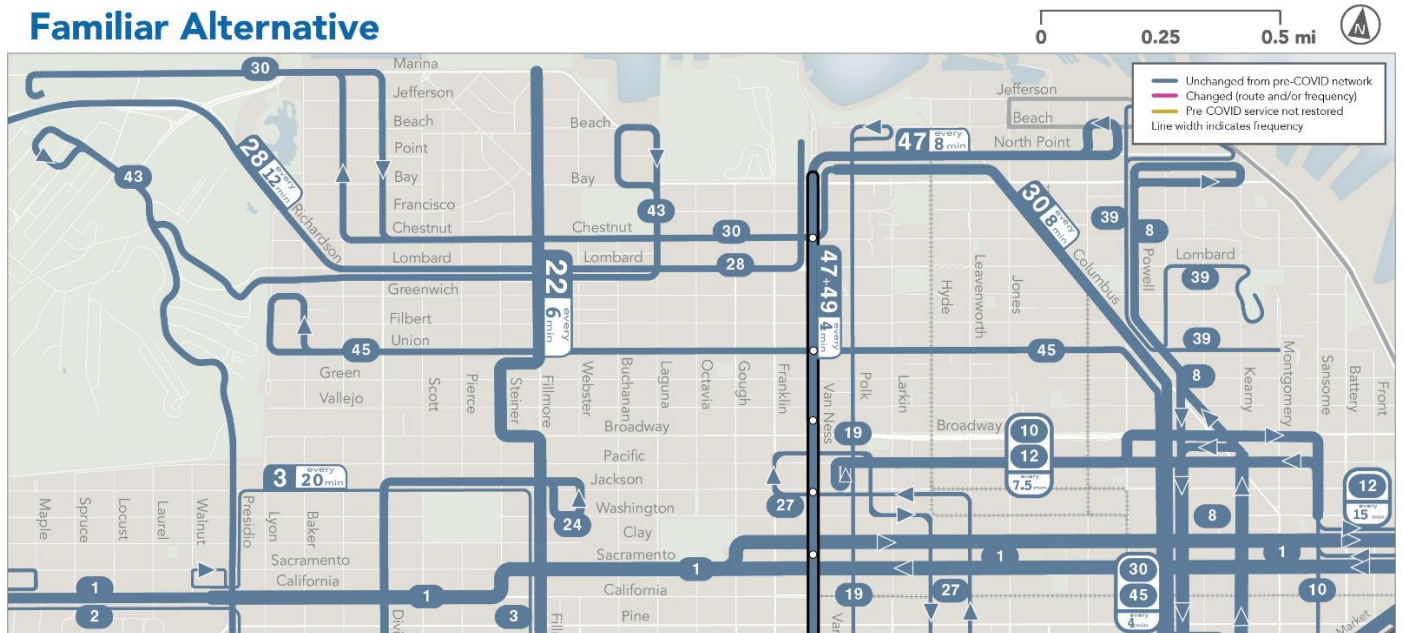 Familiar Alternative
0 0.25 0.5 mi
N
Unchanged from pre-COVID network
Changed (route and/or frequency)
Pre-COVID service not restored
Line width indicates frequency
30
Marina
Jefferson
Beach
Point
Bay
Francisco
Chestnut
Lombard
Greenwich
Filbert
Union
Green
Vallejo
43
28 every 12 min
Richardson
Beach
Bay
43
Chestnut
30
Lombard
28
22 every 6 min
45
47 every 8 min
Jefferson
Beach
North Point
30 every 8 min
Columbus
39
8
Powell
Lombard
39
39
47+49 every 4 min
Hyde
Leavenworth
Jones
45
8
Kearny
Montgomery
Sansome
Battery
Front
Scott
Pierce
Steiner
Fillmore
Webster
Buchanan
Laguna
Octavia
Gough
Franklin
Van Ness
Polk
Larkin
Broadway
Pacific
Jackson
Washington
Clay
Sacramento
California
Pine
19
Broadway
10
12
every 7.5 min
12
every 15 min
3 every 20 min
24
27
8
Maple
Spruce
Locust
Laurel
Walnut
Presidio
Lyon
Baker
Sacramento
California
1
1
1
1
1
2
3
Divi
Fill
19
Van
27
30
45
every 4 min
10
Market